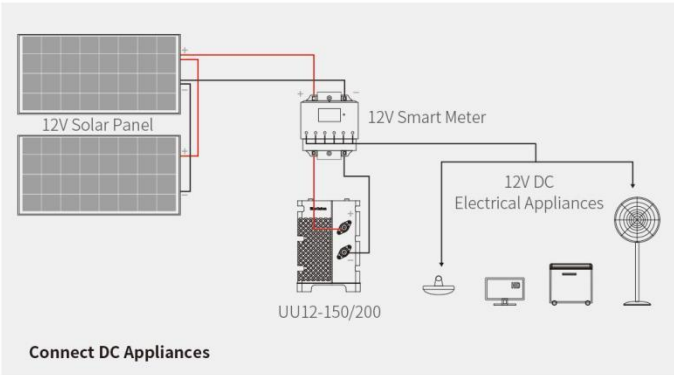 +
−
12V Solar Panel
+
−
+
−
12V Smart Meter
12V DC
Electrical Appliances
+
−
UU12-150/200
Connect DC Appliances